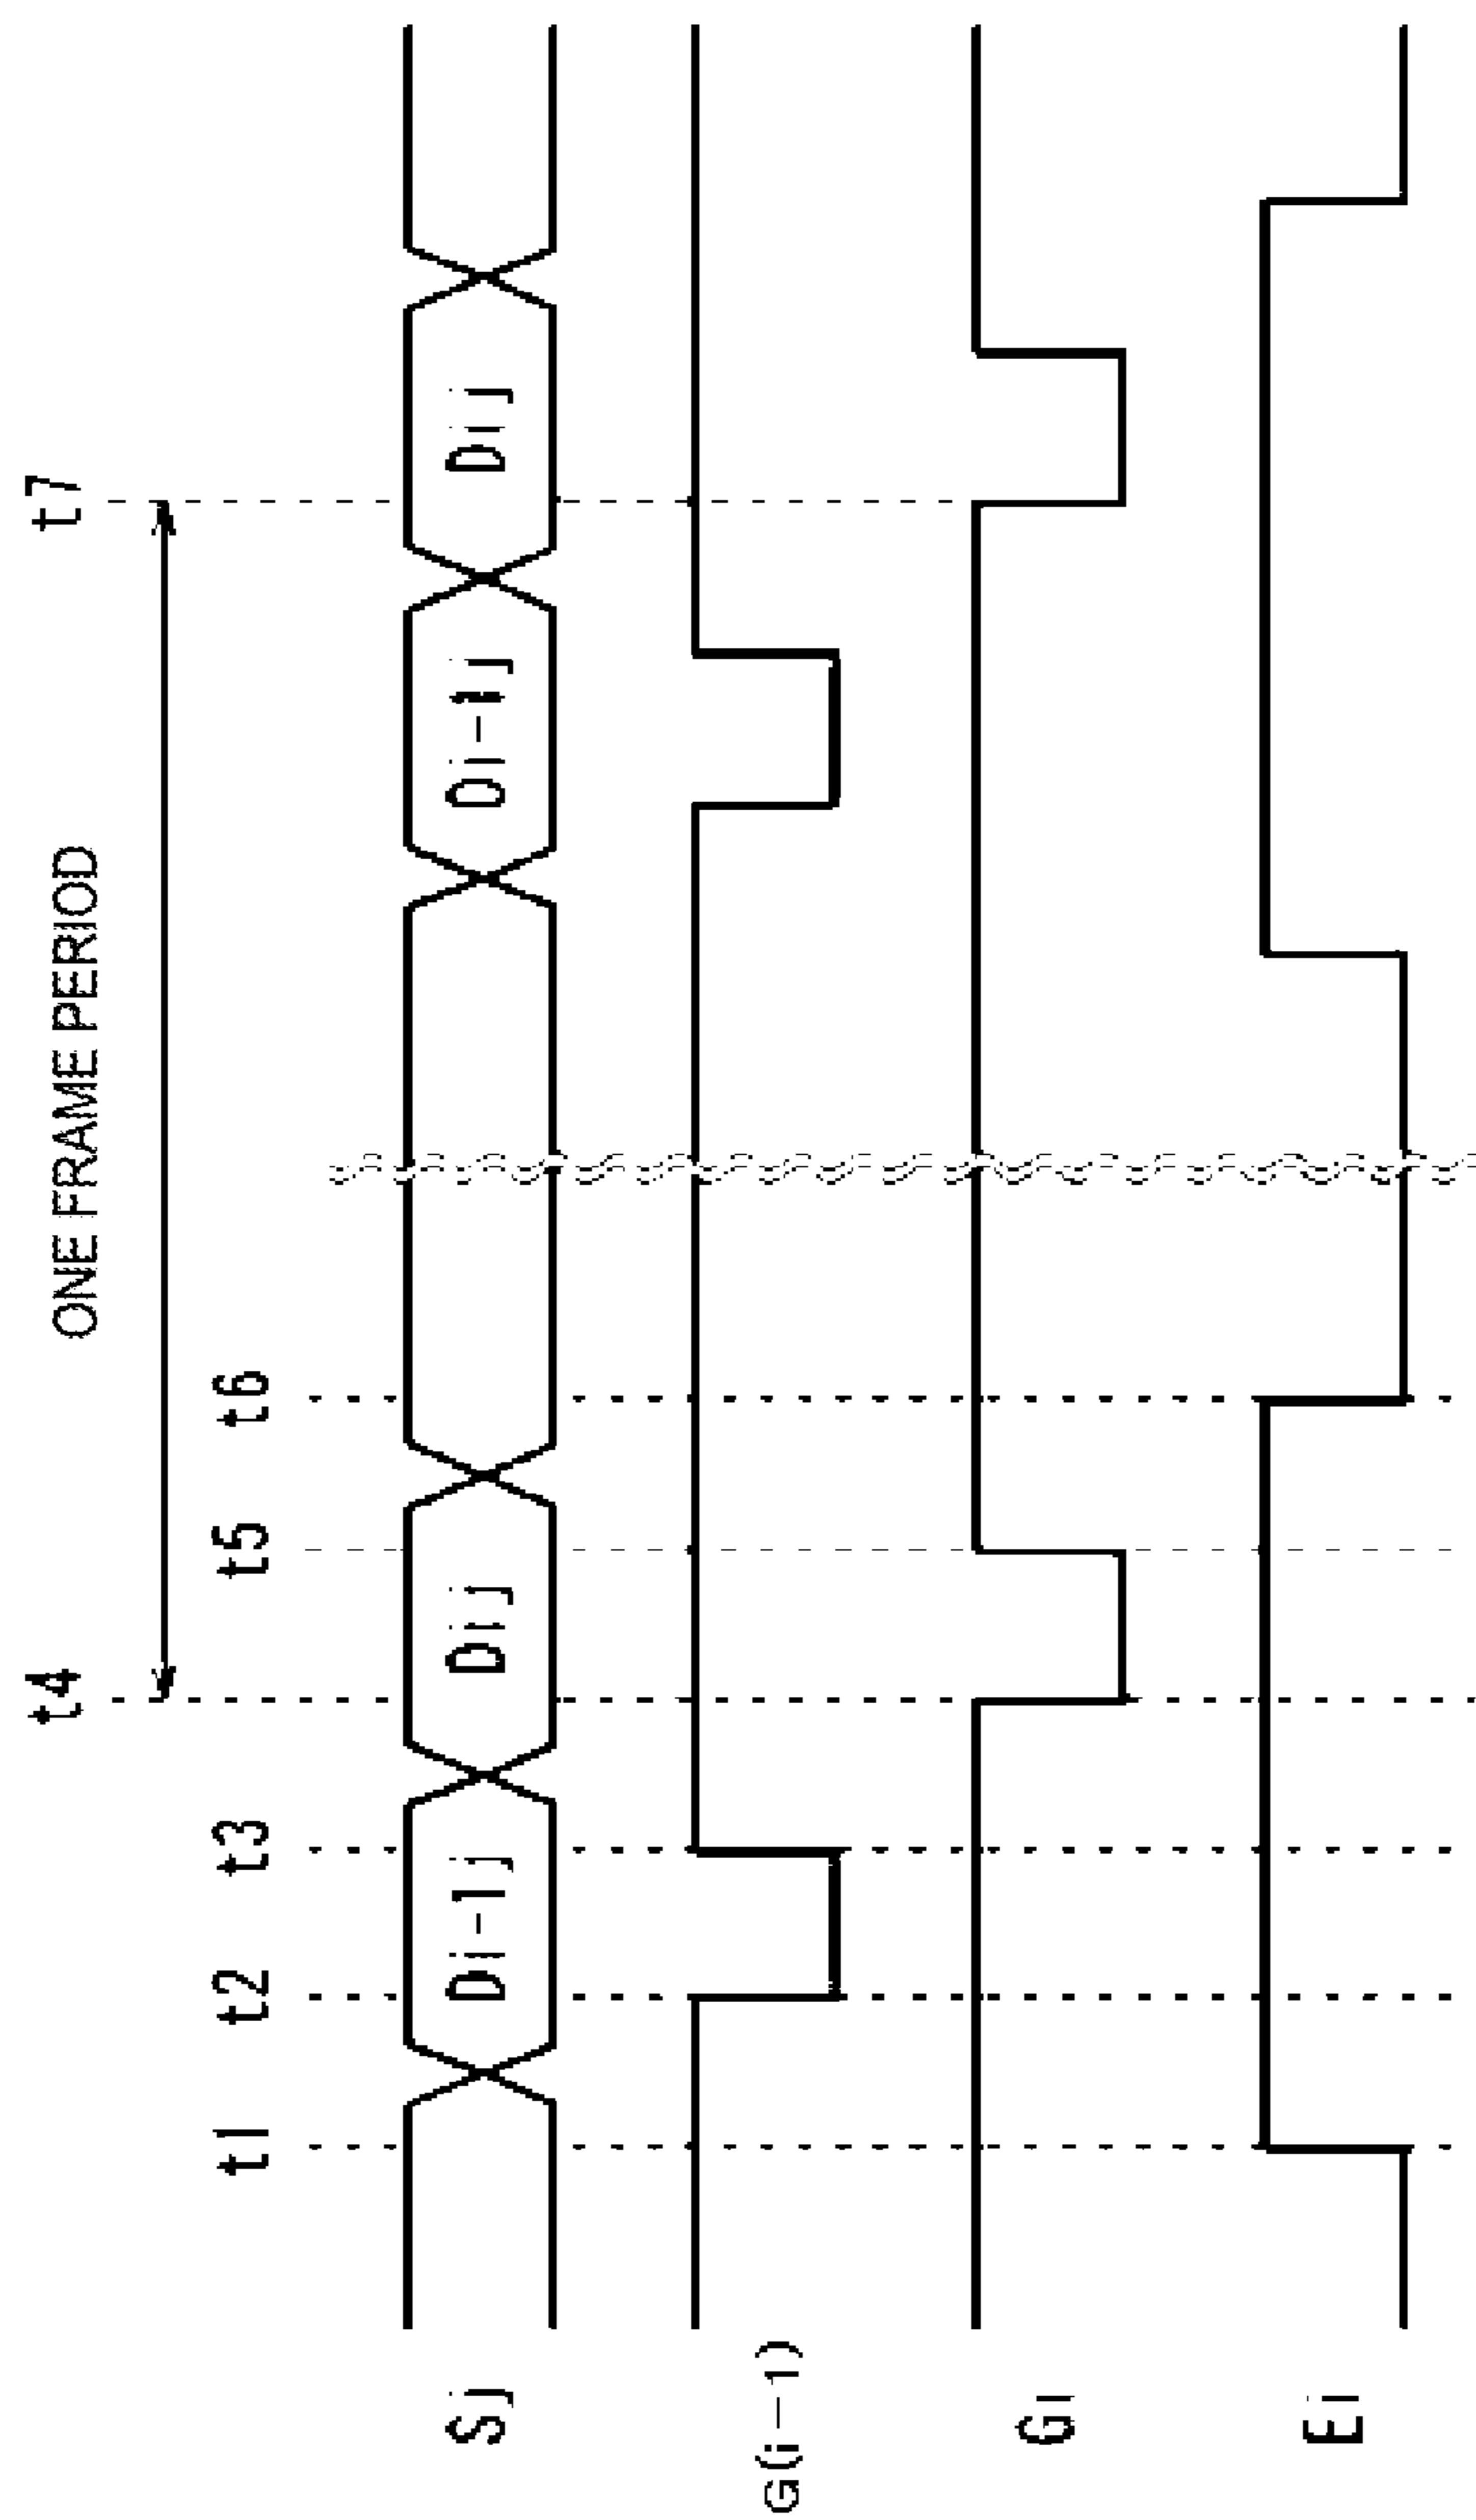 t4 ONE FRAME PERIOD t7
t1 t2 t3 t5 t6
Sj Di-1j Dij Di-1j Dij
G(i-1)
Gi
Ei